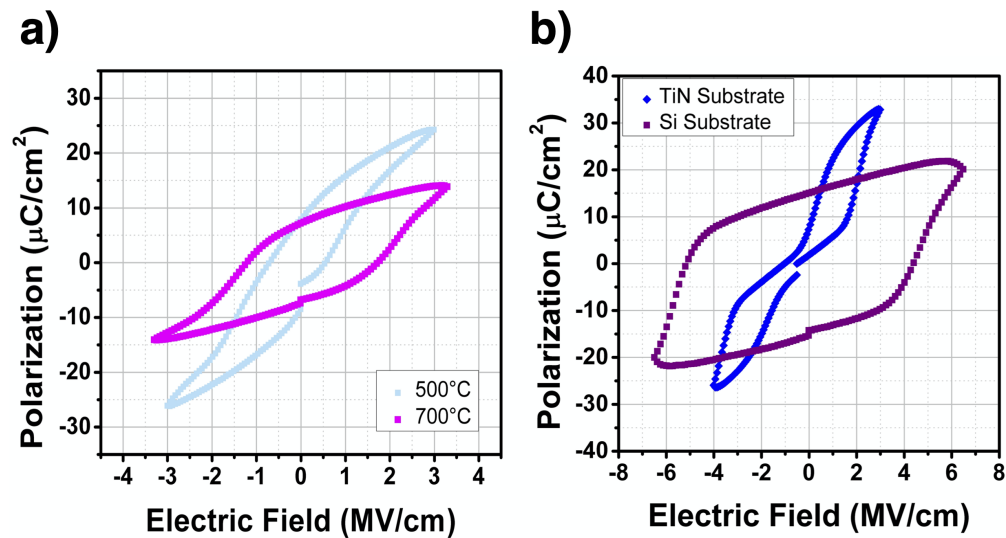 a)
Polarization (μC/cm²)
30
20
10
0
-10
-20
-30
-4 -3 -2 -1 0 1 2 3 4
Electric Field (MV/cm)
500°C
700°C
b)
Polarization (μC/cm²)
40
30
20
10
0
-10
-20
-30
-40
-8 -6 -4 -2 0 2 4 6 8
Electric Field (MV/cm)
TiN Substrate
Si Substrate